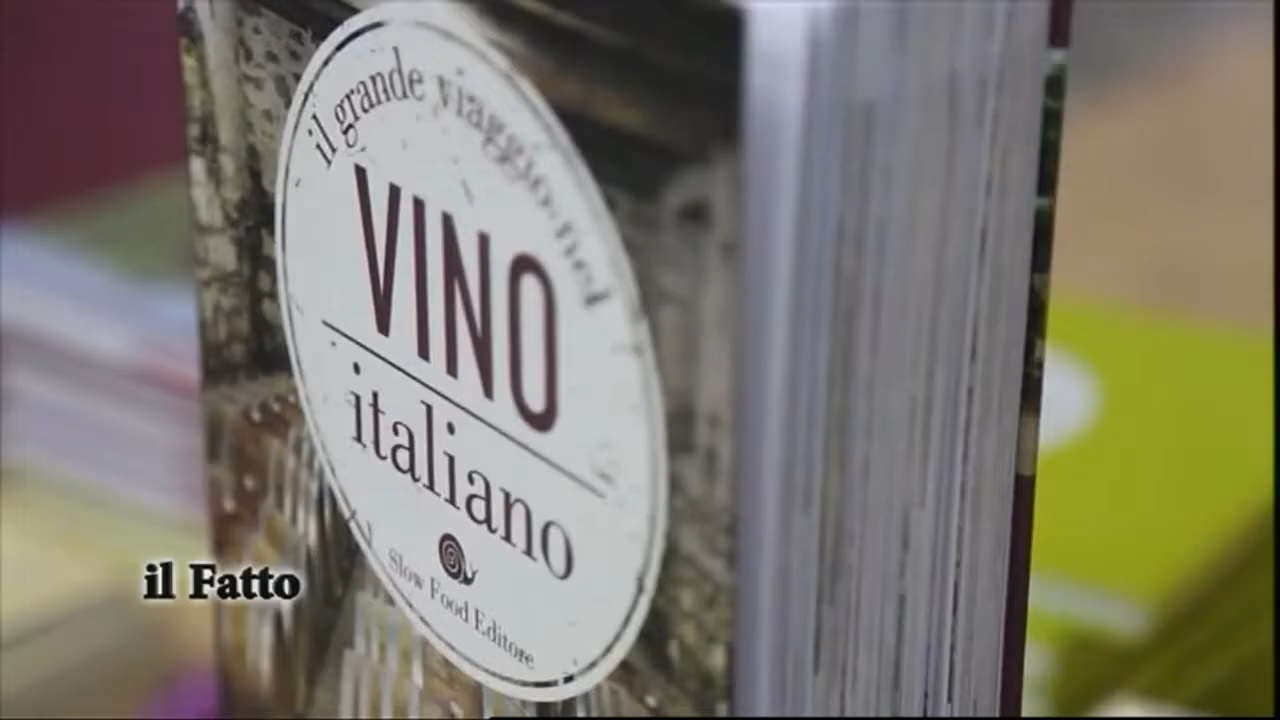 il grande viaggio nel
VINO
italiano
Slow Food Editore
il Fatto